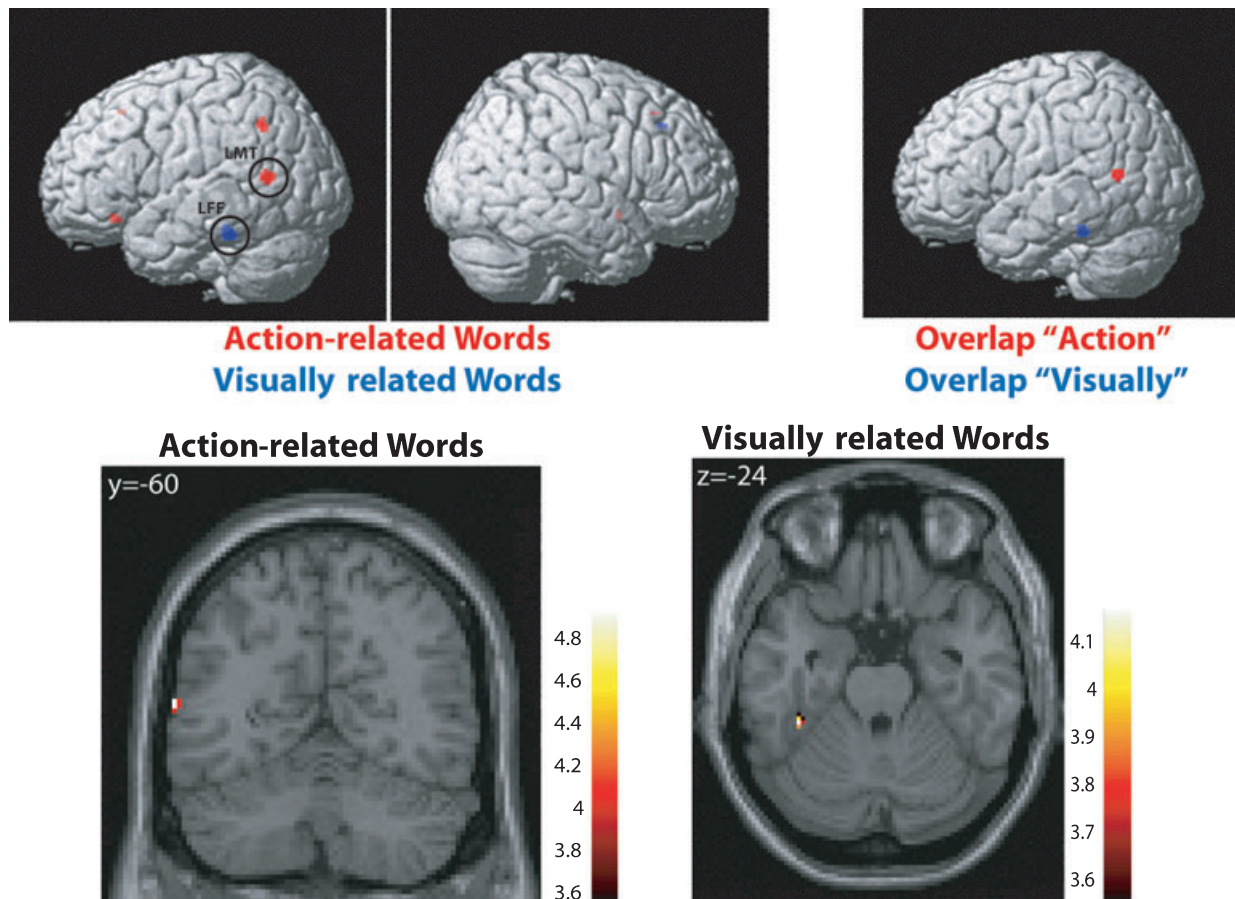 LMT
LFF
Action-related Words
Visually related Words
Overlap “Action”
Overlap “Visually”
Action-related Words
y=-60
4.8
4.6
4.4
4.2
4
3.8
3.6
Visually related Words
z=-24
4.1
4
3.9
3.8
3.7
3.6